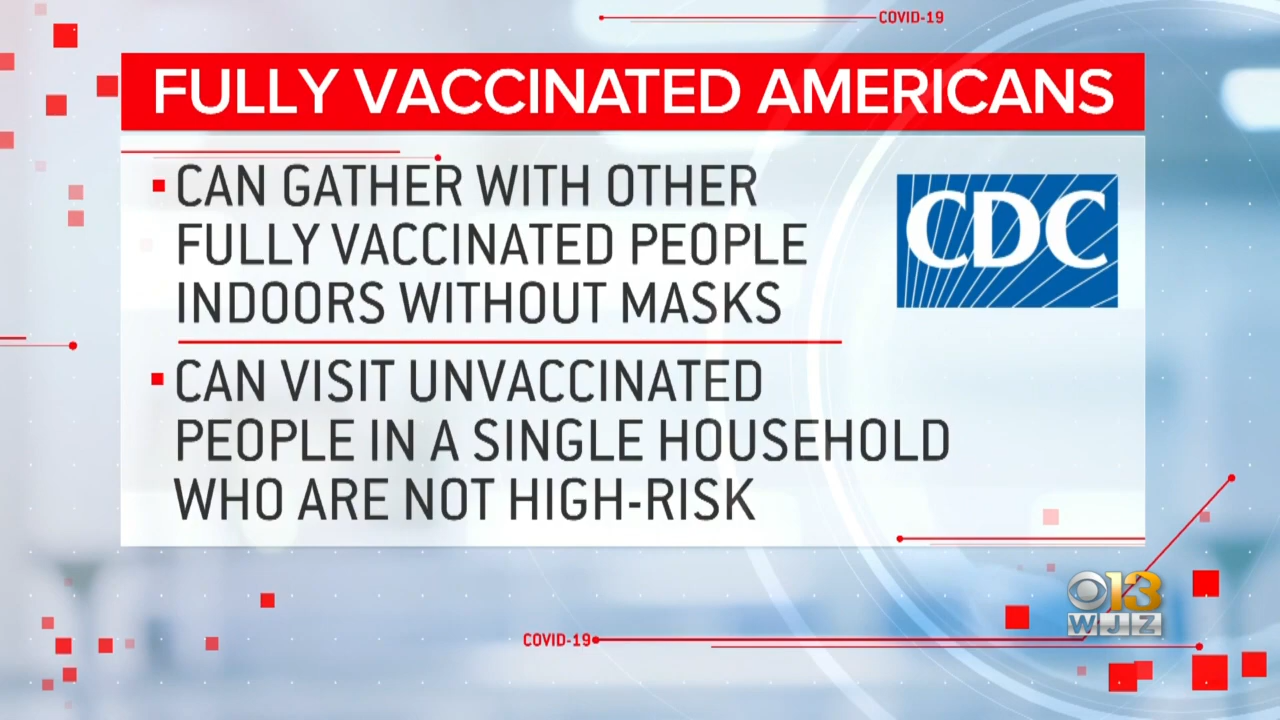 COVID-19
FULLY VACCINATED AMERICANS
CAN GATHER WITH OTHER
FULLY VACCINATED PEOPLE
INDOORS WITHOUT MASKS
CDC
CAN VISIT UNVACCINATED
PEOPLE IN A SINGLE HOUSEHOLD
WHO ARE NOT HIGH-RISK
13
WJZ
COVID-19